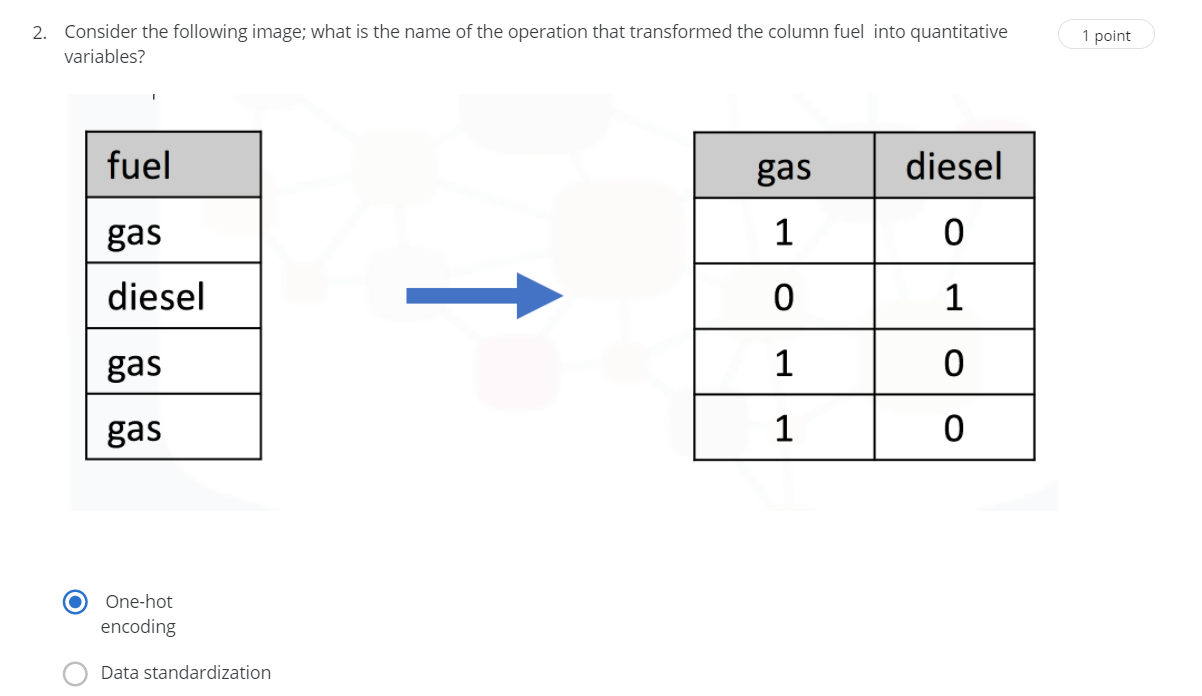 2. Consider the following image; what is the name of the operation that transformed the column fuel into quantitative
variables?
1 point
fuel
gas
diesel
gas
gas
gas diesel
1 0
0 1
1 0
1 0
One-hot
encoding
Data standardization